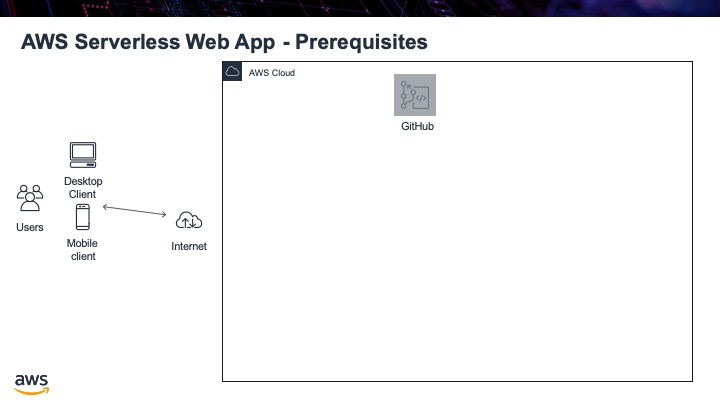 AWS Serverless Web App - Prerequisites
AWS Cloud
GitHub
Desktop
Client
Users
Mobile
client
Internet
aws